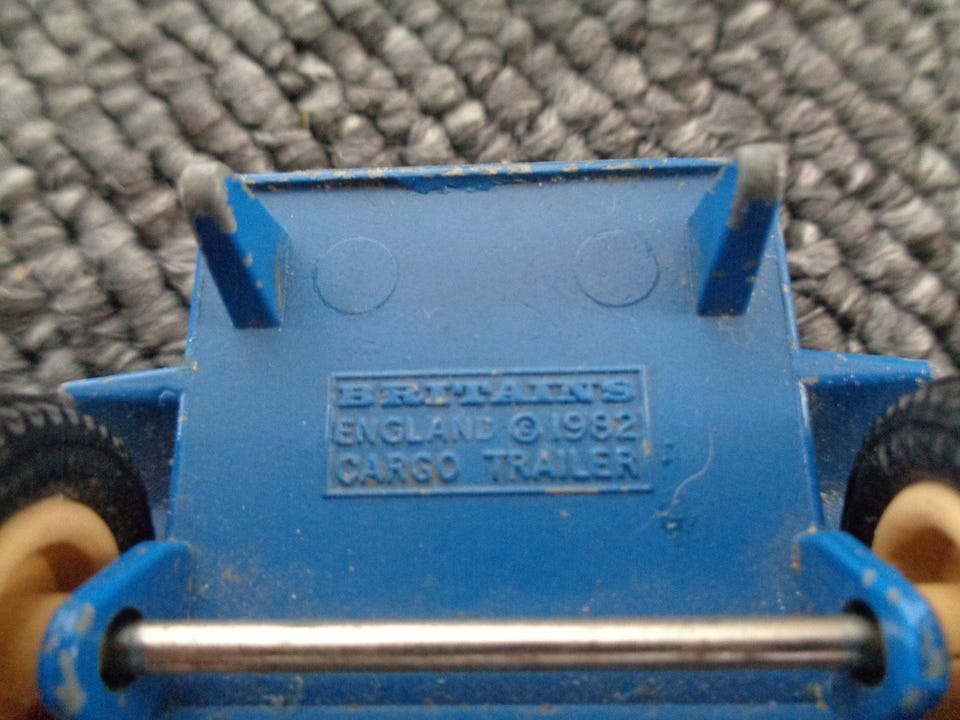 BRITAINS
ENGLAND © 1982
CARGO TRAILER